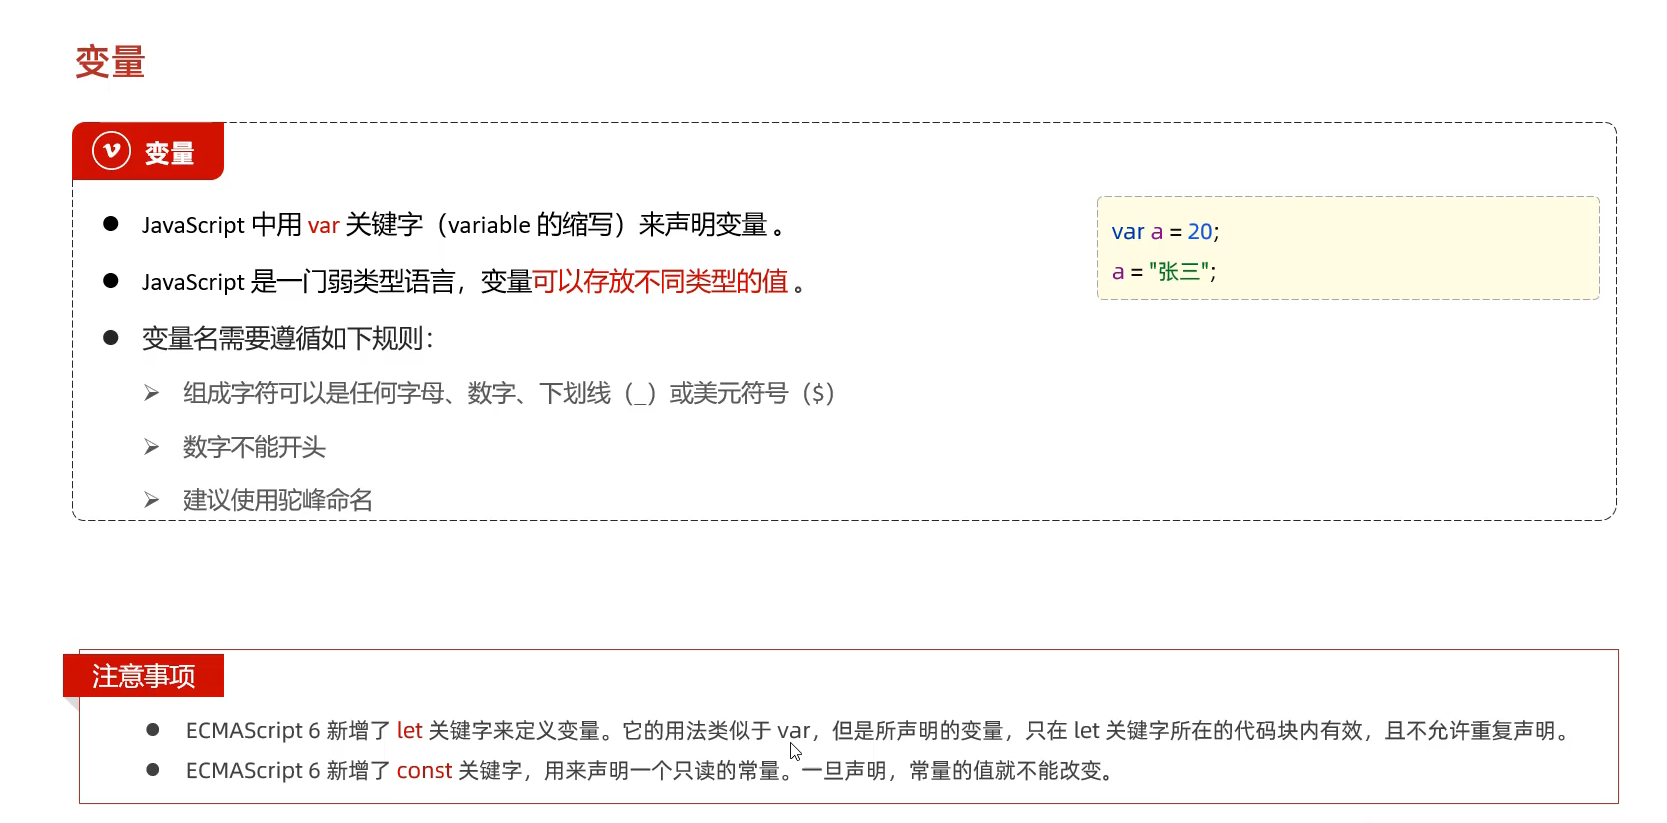 变量
变量
JavaScript 中用 var 关键字（variable 的缩写）来声明变量 。
JavaScript 是一门弱类型语言，变量可以存放不同类型的值 。
变量名需要遵循如下规则：
组成字符可以是任何字母、数字、下划线（_）或美元符号（$）
数字不能开头
建议使用驼峰命名
var a = 20;
a = "张三";
注意事项
ECMAScript 6 新增了 let 关键字来定义变量。它的用法类似于 var，但是所声明的变量，只在 let 关键字所在的代码块内有效，且不允许重复声明。
ECMAScript 6 新增了 const 关键字，用来声明一个只读的常量。一旦声明，常量的值就不能改变。